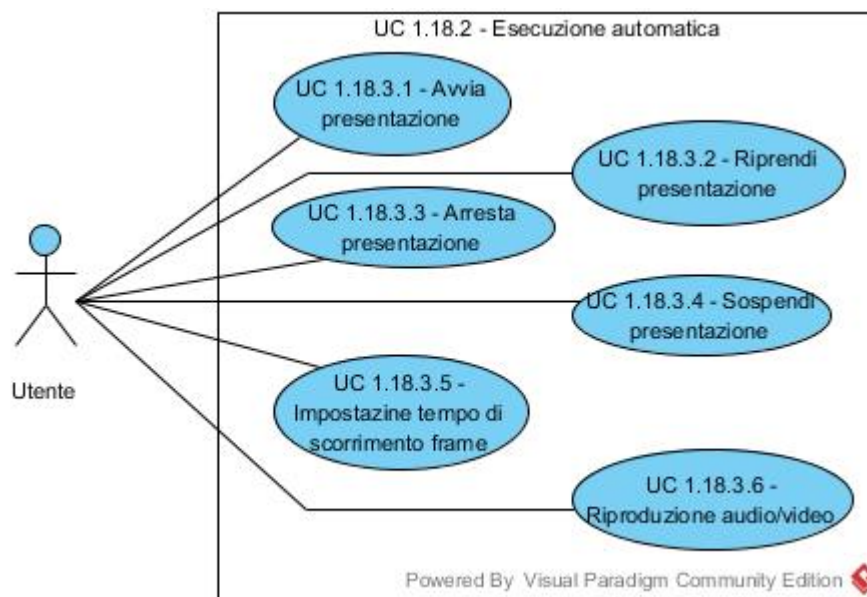 UC 1.18.2 - Esecuzione automatica
UC 1.18.3.1 - Avvia
presentazione
UC 1.18.3.2 - Riprendi
presentazione
UC 1.18.3.3 - Arresta
presentazione
UC 1.18.3.4 - Sospendi
presentazione
Utente
UC 1.18.3.5 -
Impostazine tempo di
scorrimento frame
UC 1.18.3.6 -
Riproduzione audio/video
Powered By Visual Paradigm Community Edition